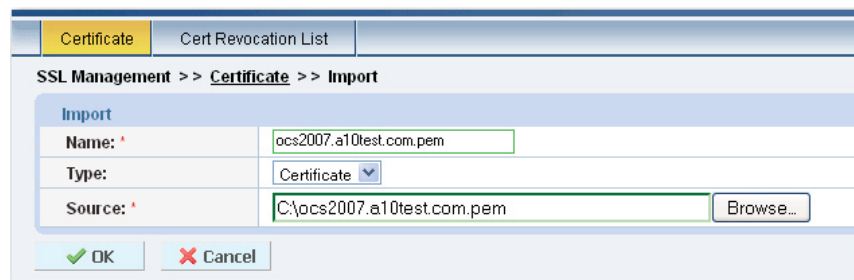 Certificate Cert Revocation List
SSL Management >> Certificate >> Import
Import
Name: * ocs2007.a10test.com.pem
Type: Certificate
Source: * C:\ocs2007.a10test.com.pem Browse...
OK Cancel